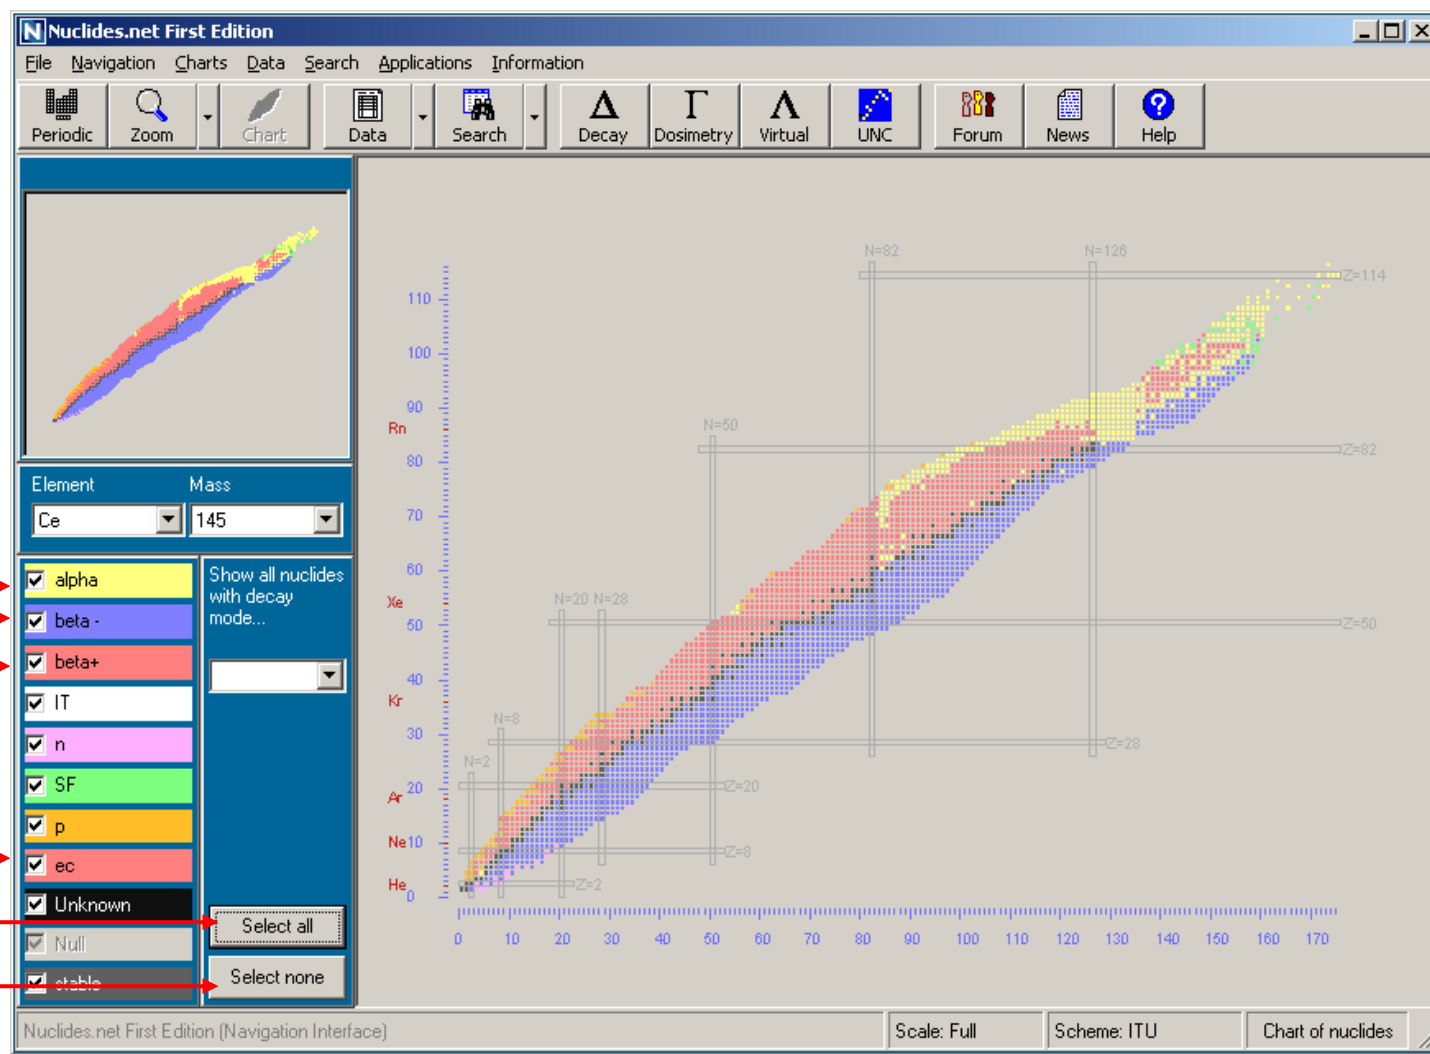 Nuclides.net First Edition
File Navigation Charts Data Search Applications Information
Periodic Zoom Chart Data Search Decay Dosimetry Virtual UNC Forum News Help
Δ Γ Λ
Element Mass
Ce 145
alpha
beta -
beta+
IT
n
SF
p
ec
Unknown
Null
stable
Show all nuclides
with decay
mode...
Select all
Select none
N=82 N=126
Z=114
110
100
90
Rn
N=50
80
Z=82
70
60
Xe
N=20 N=28
50
Z=50
40
Kr
N=8
30
Z=28
N=2
Ar 20
Z=20
Ne 10
Z=8
He
0
Z=2
0 10 20 30 40 50 60 70 80 90 100 110 120 130 140 150 160 170
Nuclides.net First Edition (Navigation Interface) Scale: Full Scheme: ITU Chart of nuclides